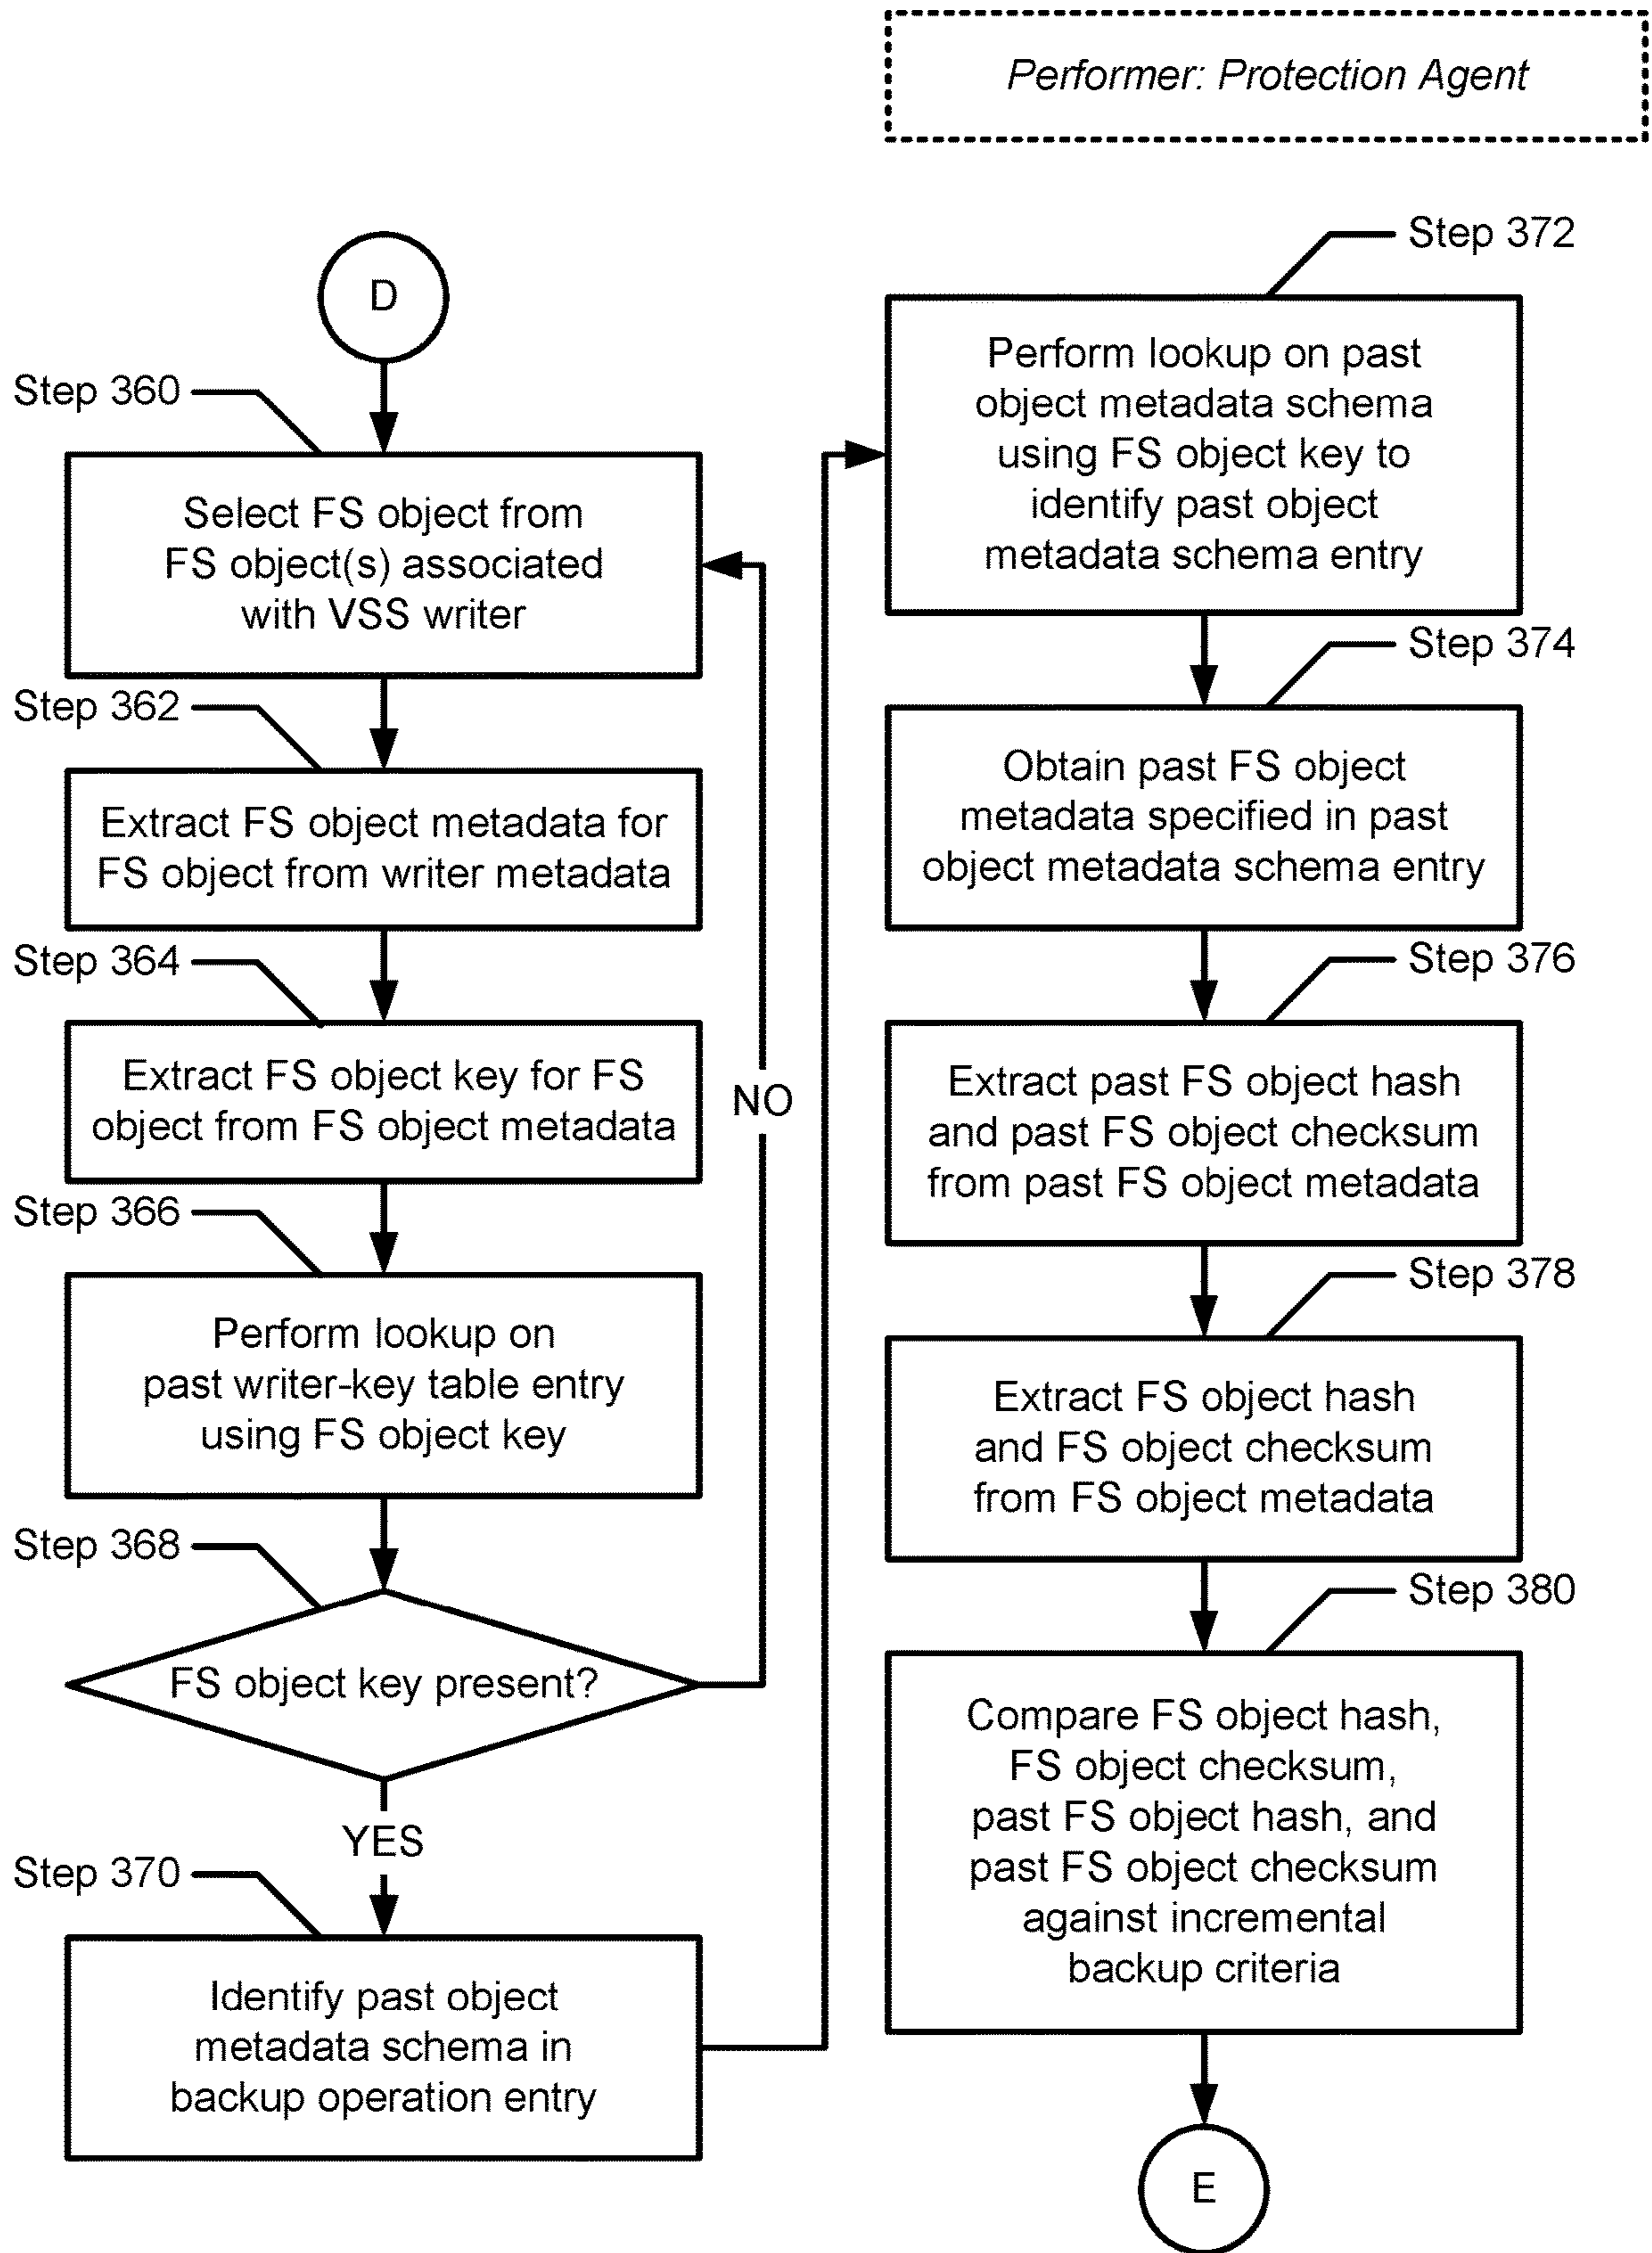 Performer: Protection Agent
D
Step 360
Select FS object from
FS object(s) associated
with VSS writer
Step 362
Extract FS object metadata for
FS object from writer metadata
Step 364
Extract FS object key for FS
object from FS object metadata
NO
Step 366
Perform lookup on
past writer-key table entry
using FS object key
Step 368
FS object key present?
YES
Step 370
Identify past object
metadata schema in
backup operation entry
Step 372
Perform lookup on past
object metadata schema
using FS object key to
identify past object
metadata schema entry
Step 374
Obtain past FS object
metadata specified in past
object metadata schema entry
Step 376
Extract past FS object hash
and past FS object checksum
from past FS object metadata
Step 378
Extract FS object hash
and FS object checksum
from FS object metadata
Step 380
Compare FS object hash,
FS object checksum,
past FS object hash, and
past FS object checksum
against incremental
backup criteria
E